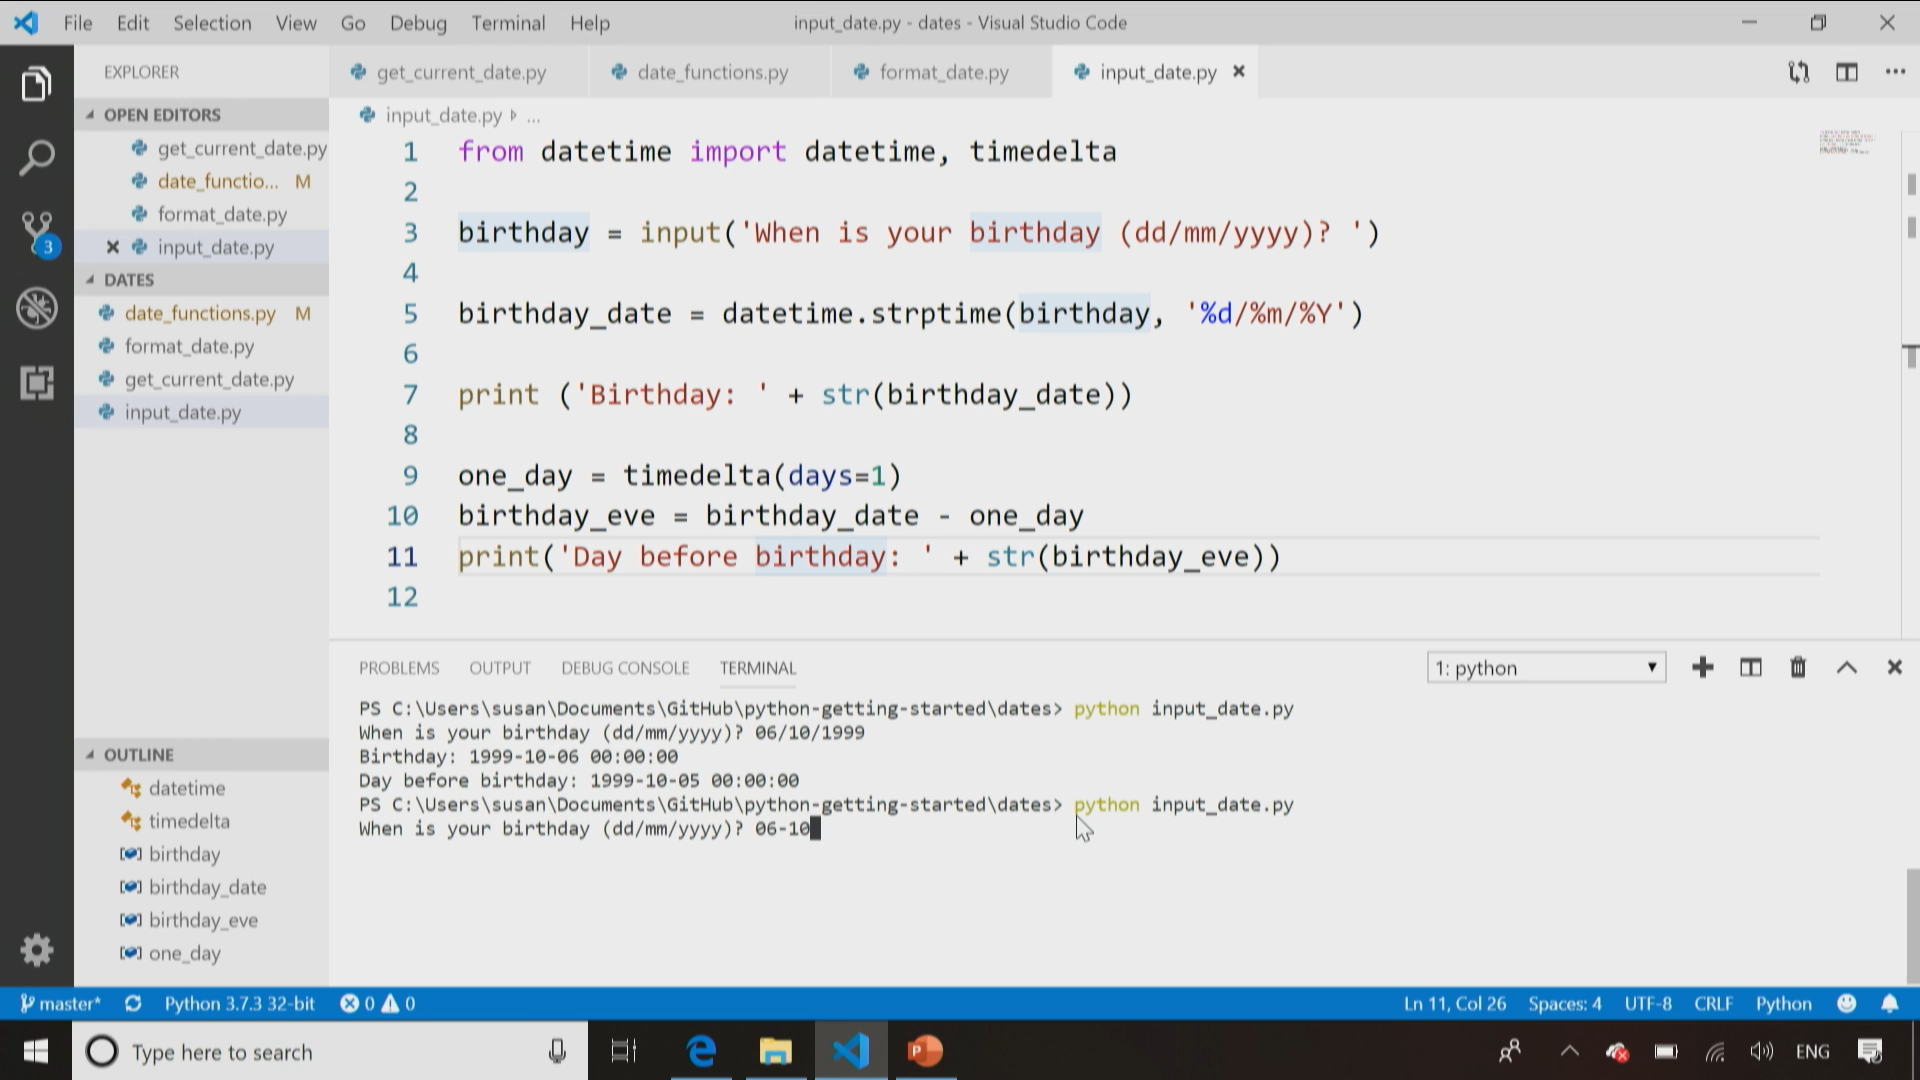 File Edit Selection View Go Debug Terminal Help
input_date.py - dates - Visual Studio Code
EXPLORER
get_current_date.py date_functions.py format_date.py input_date.py
OPEN EDITORS
get_current_date.py
date_functio... M
format_date.py
input_date.py
3
DATES
date_functions.py M
format_date.py
get_current_date.py
input_date.py
OUTLINE
datetime
timedelta
birthday
birthday_date
birthday_eve
one_day
input_date.py ...
1 from datetime import datetime, timedelta
2
3 birthday = input('When is your birthday (dd/mm/yyyy)? ')
4
5 birthday_date = datetime.strptime(birthday, '%d/%m/%Y')
6
7 print ('Birthday: ' + str(birthday_date))
8
9 one_day = timedelta(days=1)
10 birthday_eve = birthday_date - one_day
11 print('Day before birthday: ' + str(birthday_eve))
12
PROBLEMS OUTPUT DEBUG CONSOLE TERMINAL
1: python
PS C:\Users\susan\Documents\GitHub\python-getting-started\dates> python input_date.py
When is your birthday (dd/mm/yyyy)? 06/10/1999
Birthday: 1999-10-06 00:00:00
Day before birthday: 1999-10-05 00:00:00
PS C:\Users\susan\Documents\GitHub\python-getting-started\dates> python input_date.py
When is your birthday (dd/mm/yyyy)? 06-10
master* Python 3.7.3 32-bit 0 0
Ln 11, Col 26 Spaces: 4 UTF-8 CRLF Python
Type here to search
ENG